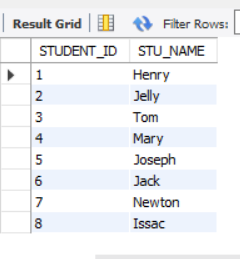 Result Grid Filter Rows:
STUDENT_ID STU_NAME
1 Henry
2 Jelly
3 Tom
4 Mary
5 Joseph
6 Jack
7 Newton
8 Issac